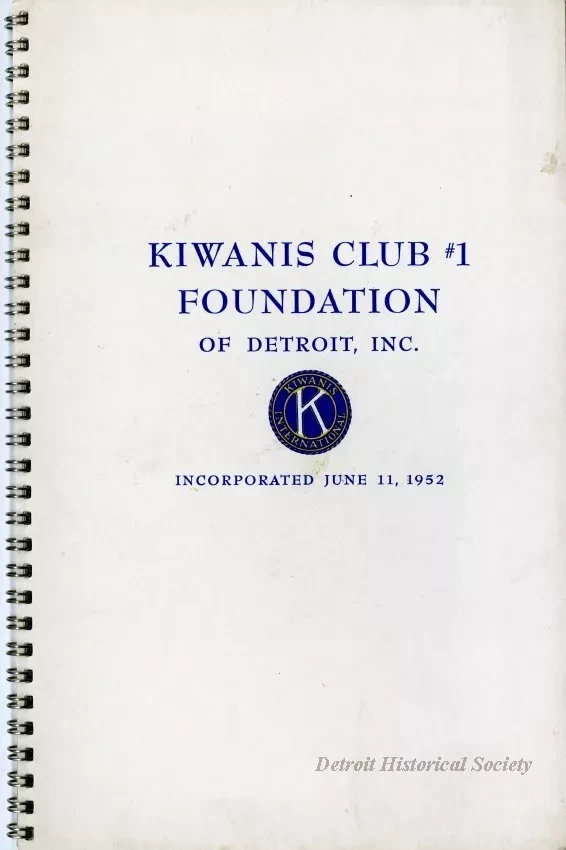 KIWANIS CLUB #1
FOUNDATION
OF DETROIT, INC.
KIWANIS
K
INTERNATIONAL
INCORPORATED JUNE 11, 1952
Detroit Historical Society